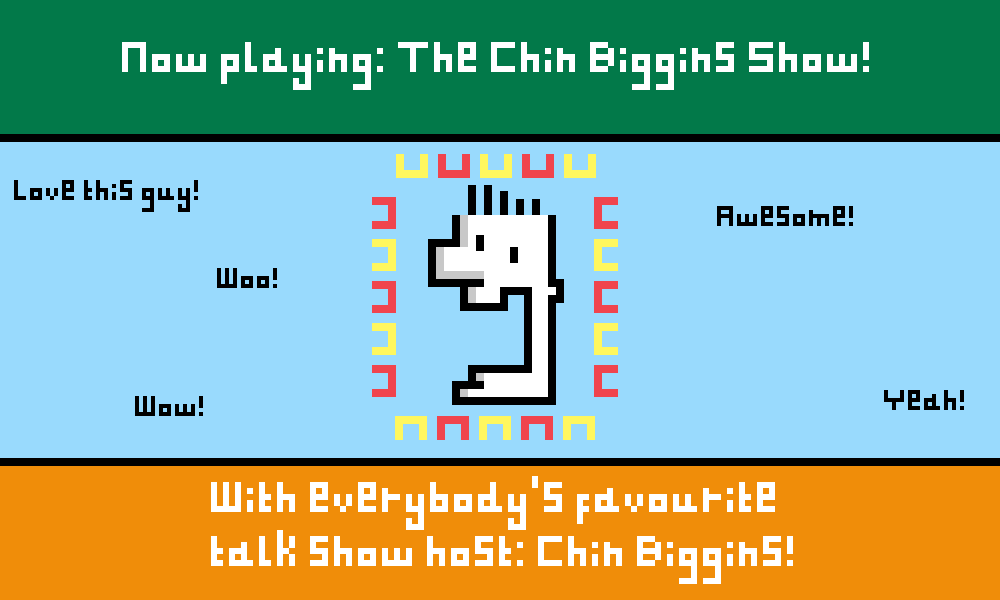 Now playing: The Chin Biggins Show!
Love this guy!
Awesome!
Woo!
Wow!
Yeah!
With everybody's favourite
talk show host: Chin Biggins!